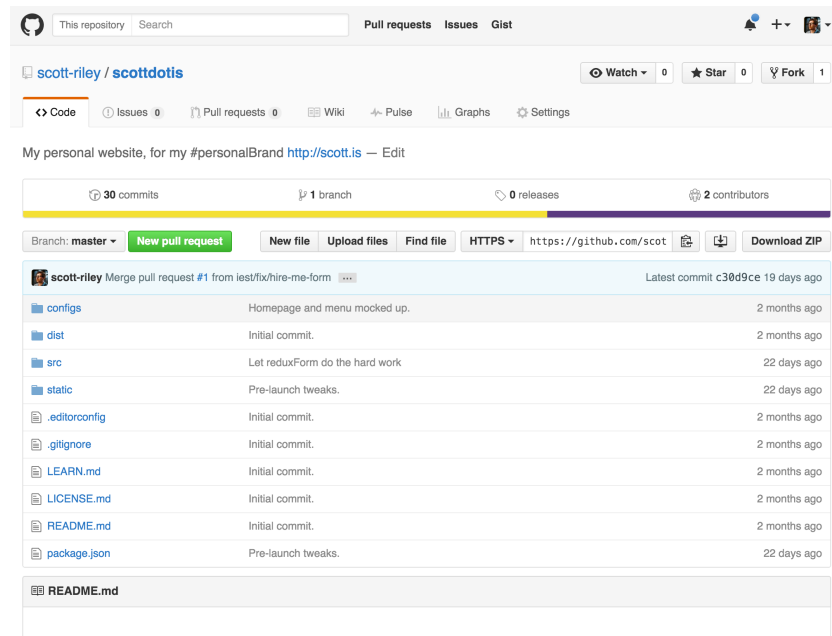 This repository Search Pull requests Issues Gist
scott-riley / scottdotis Watch 0 Star 0 Fork 1
Code Issues 0 Pull requests 0 Wiki Pulse Graphs Settings
My personal website, for my #personalBrand http://scott.is — Edit
30 commits 1 branch 0 releases 2 contributors
Branch: master New pull request New file Upload files Find file HTTPS https://github.com/scot Download ZIP
scott-riley Merge pull request #1 from iest/fix/hire-me-form … Latest commit c30d9ce 19 days ago
configs Homepage and menu mocked up. 2 months ago
dist Initial commit. 2 months ago
src Let reduxForm do the hard work 22 days ago
static Pre-launch tweaks. 22 days ago
.editorconfig Initial commit. 2 months ago
.gitignore Initial commit. 2 months ago
LEARN.md Initial commit. 2 months ago
LICENSE.md Initial commit. 2 months ago
README.md Initial commit. 2 months ago
package.json Pre-launch tweaks. 22 days ago
README.md